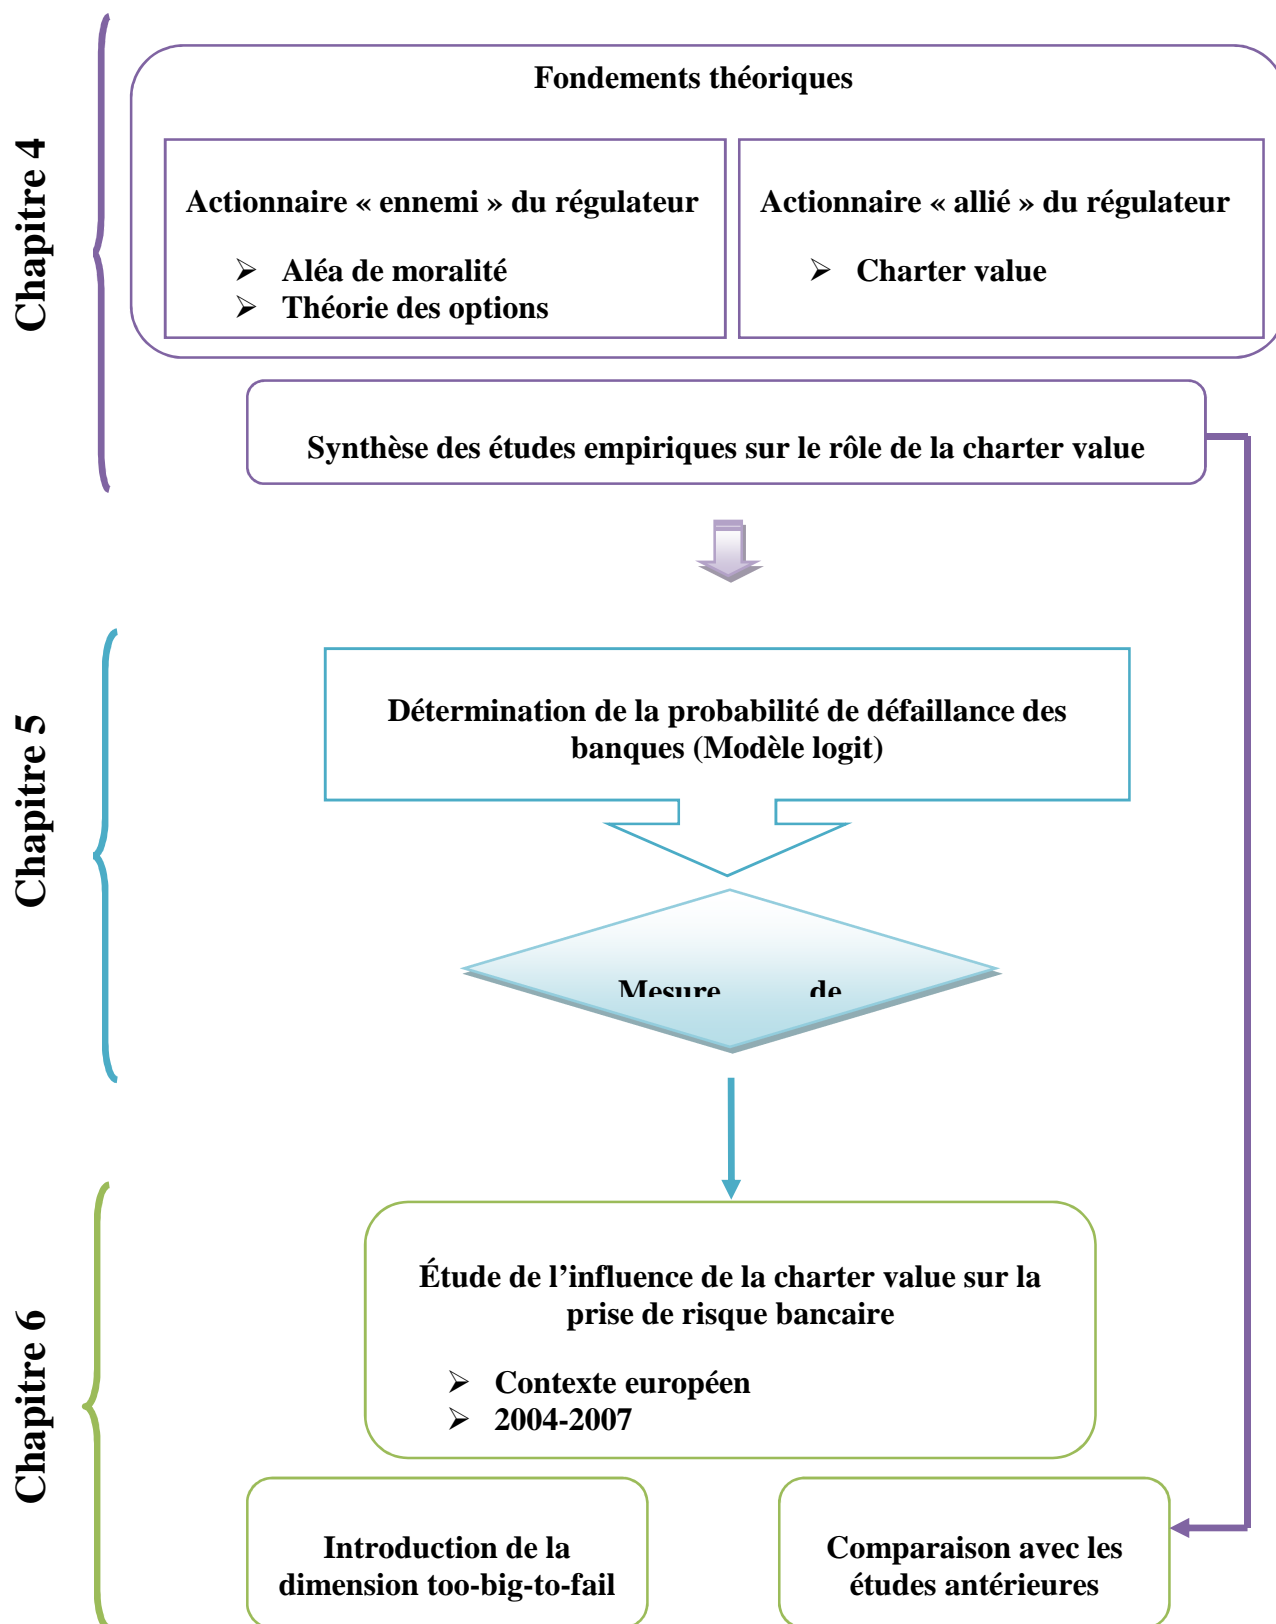 Chapitre 4
Fondements théoriques
Actionnaire « ennemi » du régulateur
➢ Aléa de moralité
➢ Théorie des options
Actionnaire « allié » du régulateur
➢ Charter value
Synthèse des études empiriques sur le rôle de la charter value
Chapitre 5
Détermination de la probabilité de défaillance des
banques (Modèle logit)
Mesure de
Chapitre 6
Étude de l’influence de la charter value sur la
prise de risque bancaire
➢ Contexte européen
➢ 2004-2007
Introduction de la
dimension too-big-to-fail
Comparaison avec les
études antérieures